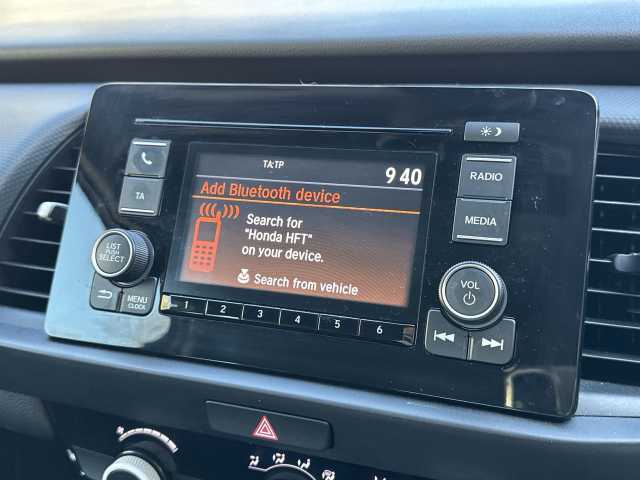 TA:TP
9 40
Add Bluetooth device
Search for
"Honda HFT"
on your device.
Search from vehicle
TA
LIST
PUSH
SELECT
MENU
CLOCK
1 2 3 4 5 6
RADIO
MEDIA
VOL